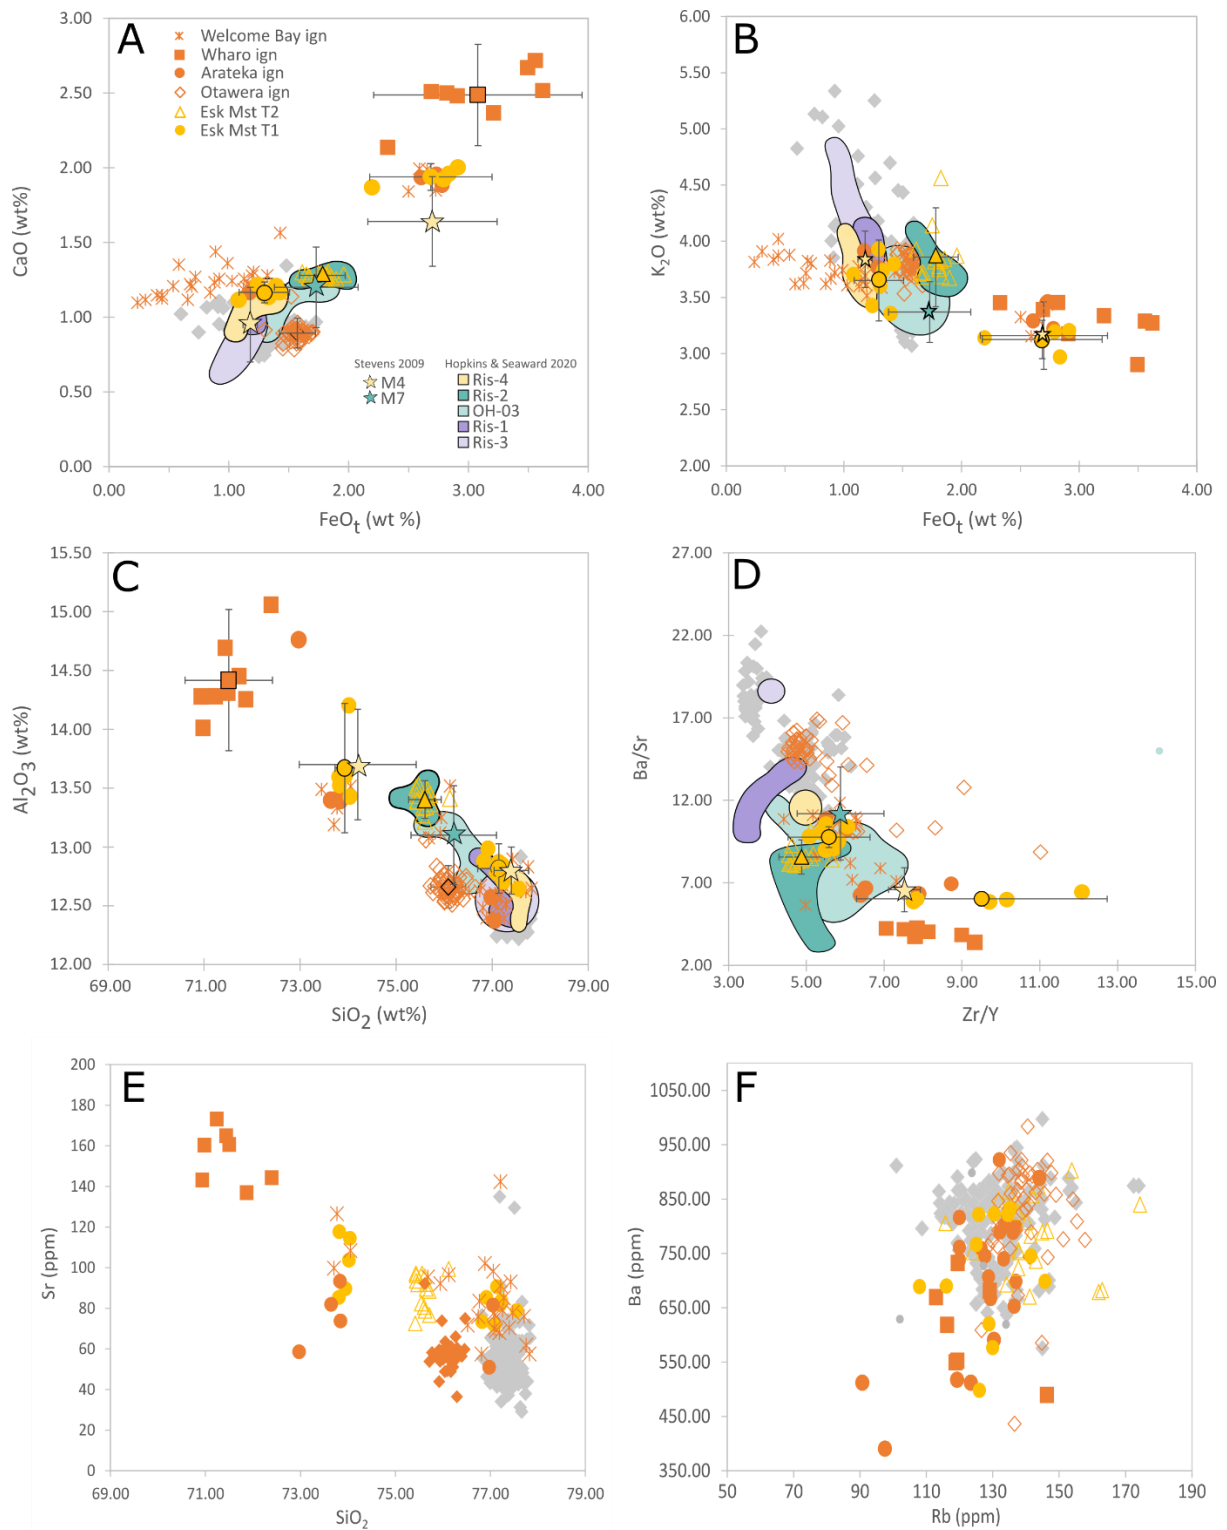 A
3.00
2.50
2.00
1.50
1.00
0.50
0.00
CaO (wt%)
Welcome Bay ign
Wharo ign
Arateka ign
Otawera ign
Esk Mst T2
Esk Mst T1
Stevens 2009
M4
M7
Hopkins & Seaward 2020
Ris-4
Ris-2
OH-03
Ris-1
Ris-3
0.00 1.00 2.00 3.00 4.00
FeOt (wt %)
B
6.00
5.50
5.00
4.50
4.00
3.50
3.00
2.50
2.00
K2O (wt%)
0.00 1.00 2.00 3.00 4.00
FeOt (wt %)
C
15.50
15.00
14.50
14.00
13.50
13.00
12.50
12.00
Al2O3 (wt%)
69.00 71.00 73.00 75.00 77.00 79.00
SiO2 (wt%)
D
27.00
22.00
17.00
12.00
7.00
2.00
Ba/Sr
3.00 5.00 7.00 9.00 11.00 13.00 15.00
Zr/Y
E
200
180
160
140
120
100
80
60
40
20
0
Sr (ppm)
69.00 71.00 73.00 75.00 77.00 79.00
SiO2
F
1050.00
950.00
850.00
750.00
650.00
550.00
450.00
350.00
Ba (ppm)
50 70 90 110 130 150 170 190
Rb (ppm)